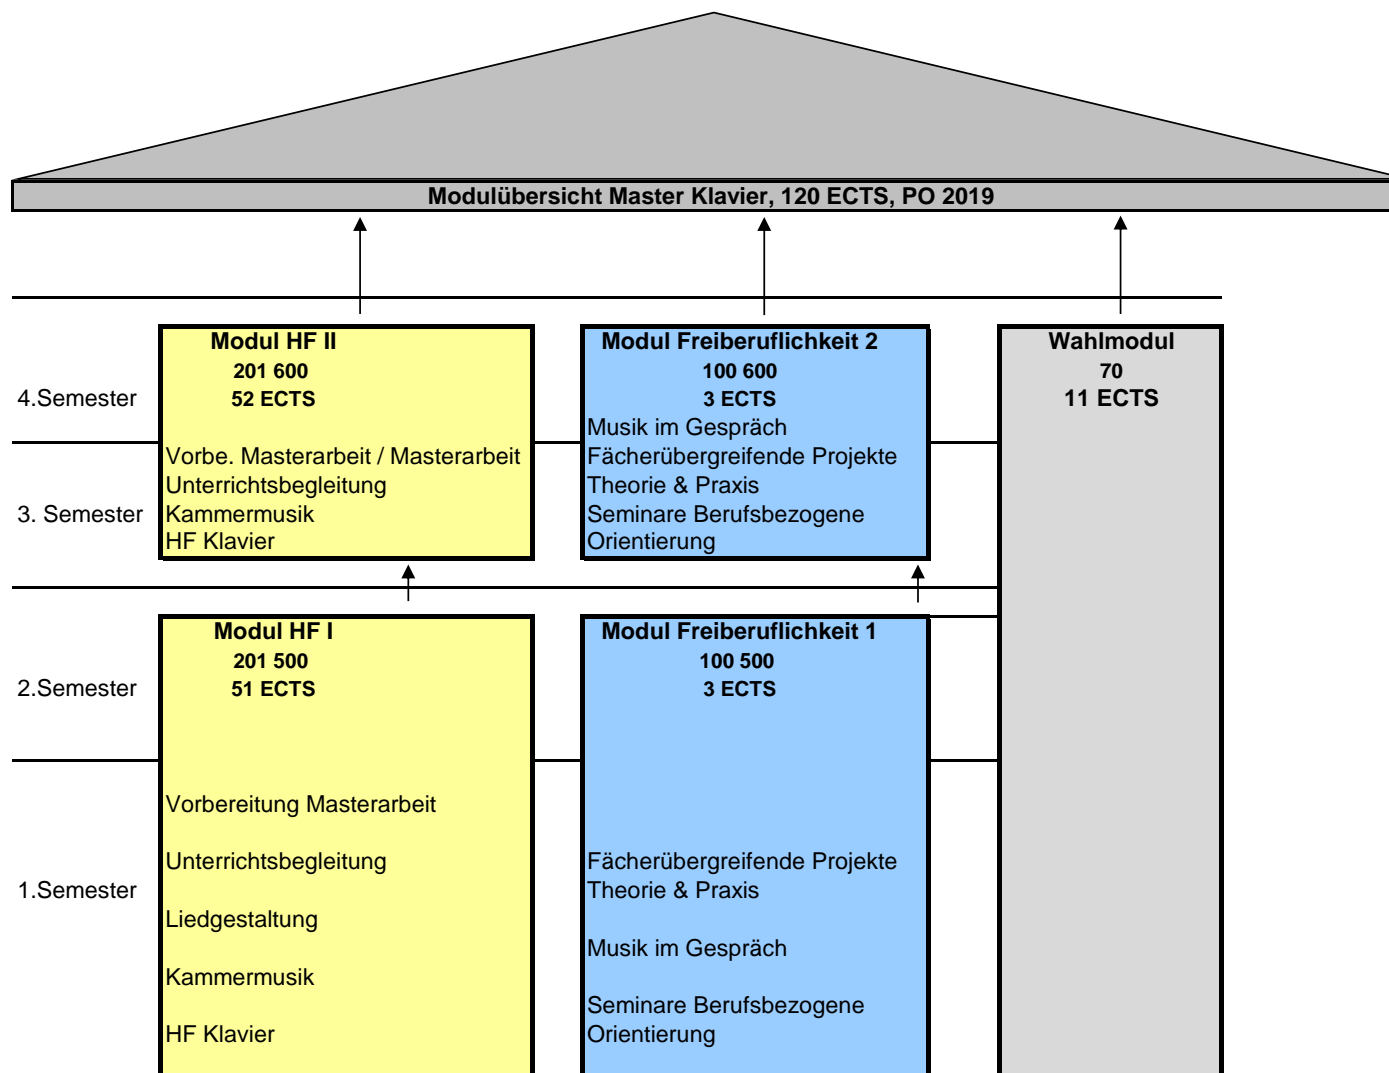 Modulübersicht Master Klavier, 120 ECTS, PO 2019
Modul HF II
201 600
52 ECTS
Vorbe. Masterarbeit / Masterarbeit
Unterrichtsbegleitung
Kammermusik
HF Klavier
Modul Freiberuflichkeit 2
100 600
3 ECTS
Musik im Gespräch
Fächerübergreifende Projekte
Theorie & Praxis
Seminare Berufsbezogene
Orientierung
Wahlmodul
70
11 ECTS
4.Semester
3. Semester
Modul HF I
201 500
51 ECTS
Vorbereitung Masterarbeit
Unterrichtsbegleitung
Liedgestaltung
Kammermusik
HF Klavier
Modul Freiberuflichkeit 1
100 500
3 ECTS
Fächerübergreifende Projekte
Theorie & Praxis
Musik im Gespräch
Seminare Berufsbezogene
Orientierung
2.Semester
1.Semester